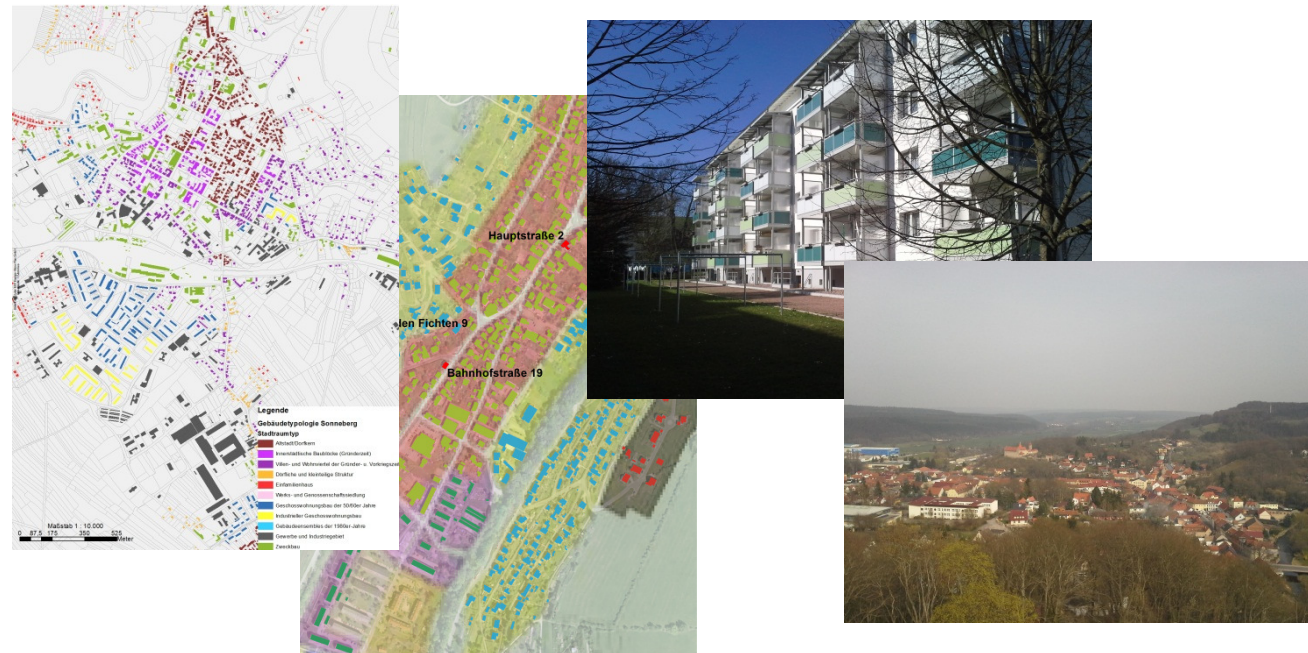 Legende
Gebäudetypologie Sonneberg
Stadtraumtyp
Altstadt/Dorfkern
Innerstädtische Baublöcke (Gründerzeit)
Villen- und Wohnviertel der Gründer- u. Vorkriegszeit
Dörfliche und kleinteilige Struktur
Einfamilienhaus
Werks- und Genossenschaftssiedlung
Geschosswohnungsbau der 50/60er Jahre
Industrieller Geschosswohnungsbau
Gebäudeensembles der 1980er Jahre
Gewerbe und Industriegebiet
Zweckbau
Maßstab 1 : 10.000
0 87,5 175 350 525
Meter
Hauptstraße 2
len Fichten 9
Bahnhofstraße 19